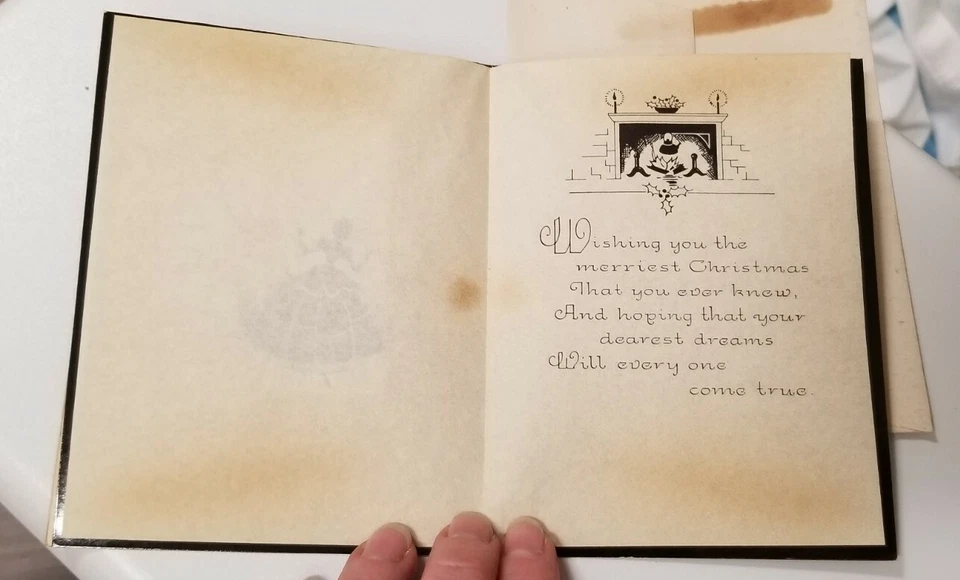 Wishing you the
merriest Christmas
That you ever knew,
And hoping that your
dearest dreams
Will every one
come true.